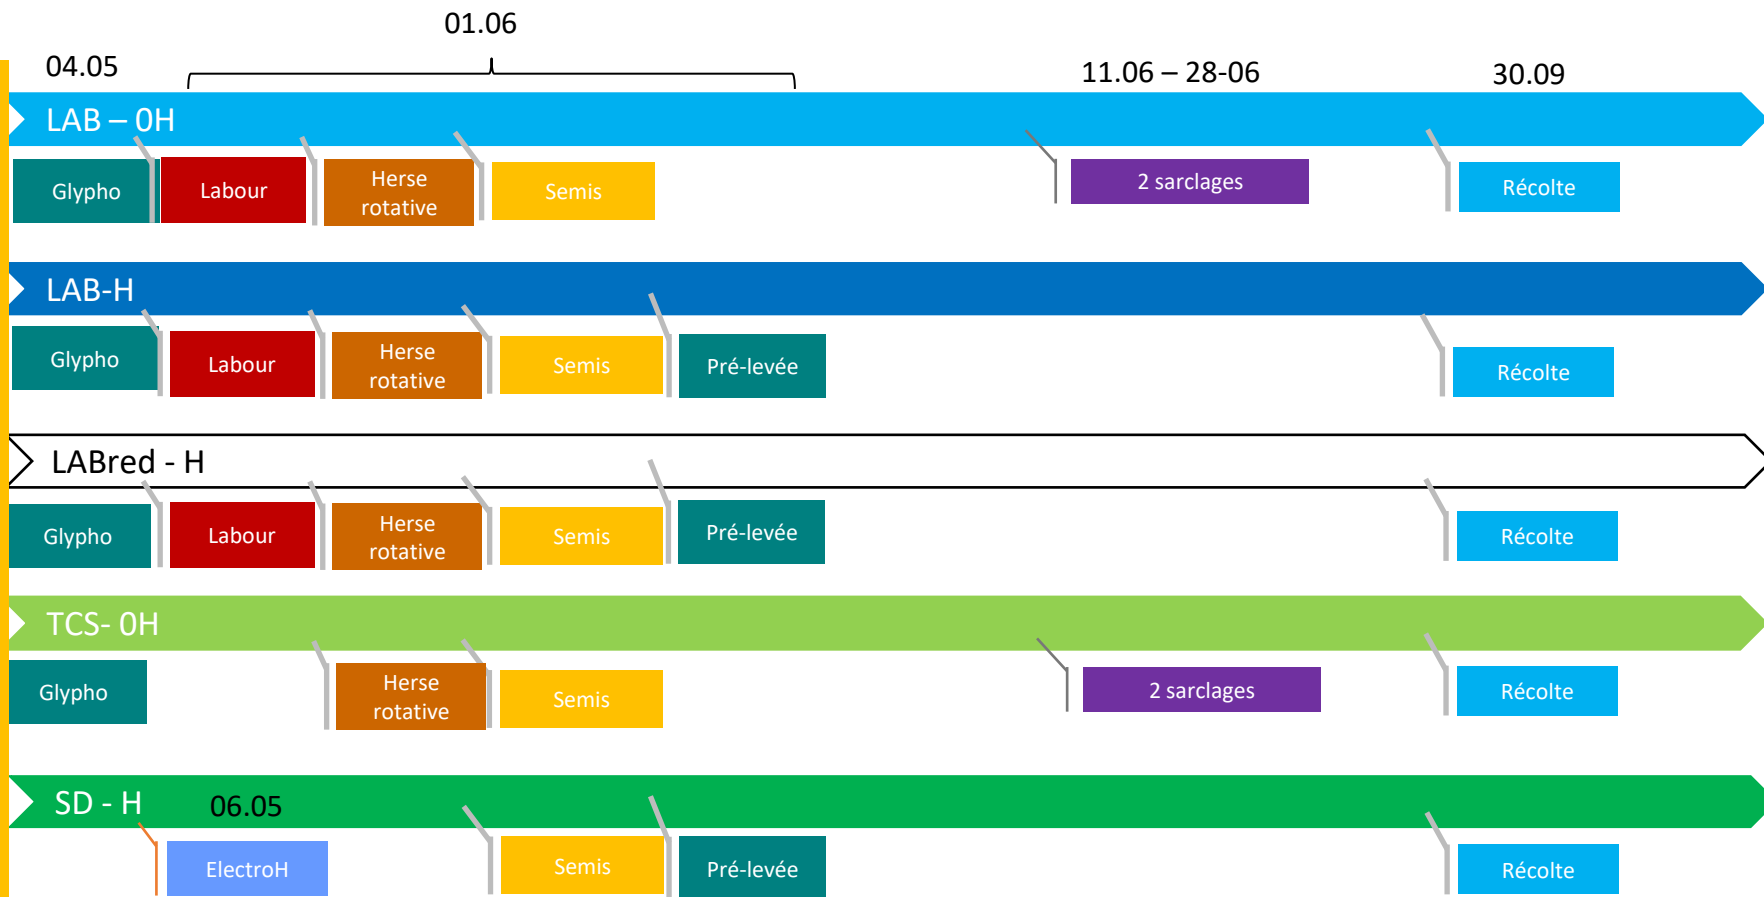 01.06
04.05
11.06 – 28-06
30.09
LAB – 0H
Glypho
Labour
Herse
rotative
Semis
2 sarclages
Récolte
LAB-H
Glypho
Labour
Herse
rotative
Semis
Pré-levée
Récolte
LABred - H
Glypho
Labour
Herse
rotative
Semis
Pré-levée
Récolte
TCS- 0H
Glypho
Herse
rotative
Semis
2 sarclages
Récolte
SD - H
06.05
ElectroH
Semis
Pré-levée
Récolte